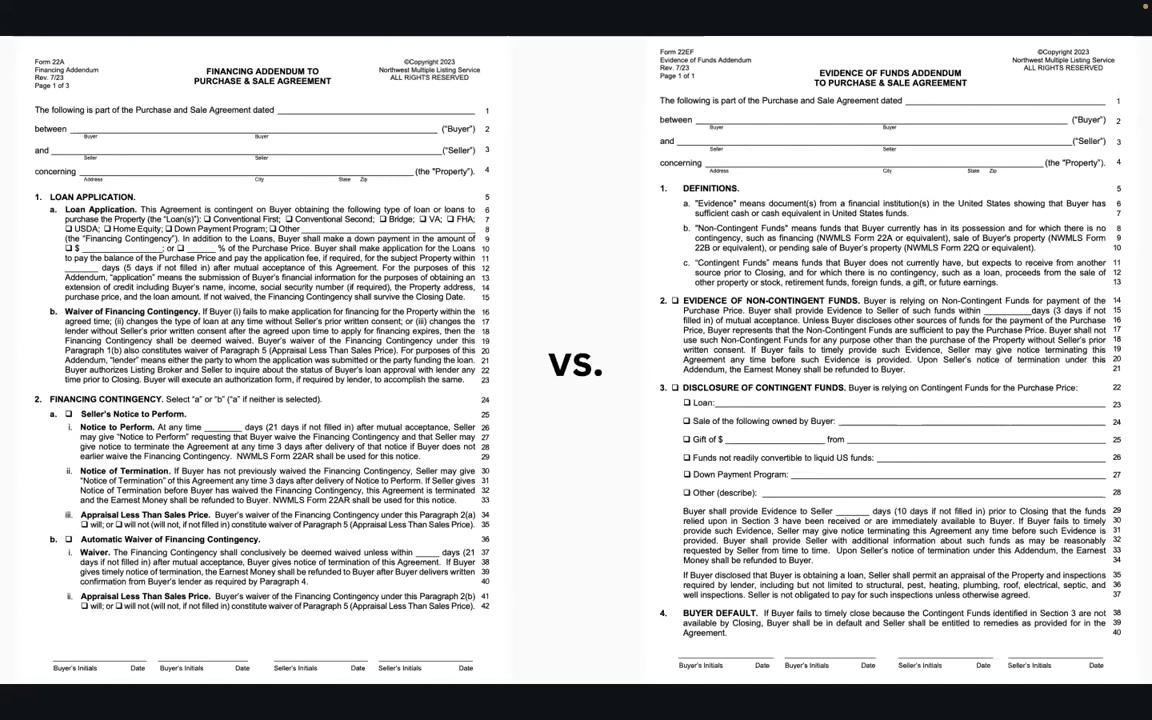 Form 22A
Financing Addendum
Rev. 7/23
Page 1 of 3
FINANCING ADDENDUM TO
PURCHASE & SALE AGREEMENT
©Copyright 2023
Northwest Multiple Listing Service
ALL RIGHTS RESERVED
The following is part of the Purchase and Sale Agreement dated 1
between ("Buyer") 2
Buyer Buyer
and ("Seller") 3
Seller Seller
concerning (the "Property"). 4
Address City State Zip
1. LOAN APPLICATION. 5
a. Loan Application. This Agreement is contingent on Buyer obtaining the following type of loan or loans to 6
purchase the Property (the "Loan(s)"): ❑ Conventional First; ❑ Conventional Second; ❑ Bridge; ❑ VA; ❑ FHA; 7
❑ USDA; ❑ Home Equity; ❑ Down Payment Program; ❑ Other 8
(the "Financing Contingency). In addition to the Loans, Buyer shall make a down payment in the amount of 9
❑ $ ; or ❑ % of the Purchase Price. Buyer shall make application for the Loans 10
to pay the balance of the Purchase Price and pay the application fee, if required, for the subject Property within 11
days (5 days if not filled in) after mutual acceptance of this Agreement. For the purposes of this 12
Addendum, "application" means the submission of Buyer's financial information for the purposes of obtaining an 13
extension of credit including Buyer's name, income, social security number (if required), the Property address, 14
purchase price, and the loan amount. If not waived, the Financing Contingency shall survive the Closing Date. 15
b. Waiver of Financing Contingency. If Buyer (i) fails to make application for financing for the Property within the 16
agreed time; (ii) changes the type of loan at any time without Seller's prior written consent; or (iii) changes the 17
lender without Seller's prior written consent after the agreed upon time to apply for financing expires, then the 18
Financing Contingency shall be deemed waived. Buyer's waiver of the Financing Contingency under this 19
Paragraph 1(b) also constitutes waiver of Paragraph 5 (Appraisal Less Than Sales Price). For purposes of this 20
Addendum, "lender" means either the party to whom the application was submitted or the party funding the loan. 21
Buyer authorizes Listing Broker and Seller to inquire about the status of Buyer's loan approval with lender any 22
time prior to Closing. Buyer will execute an authorization form, if required by lender, to accomplish the same. 23
2. FINANCING CONTINGENCY. Select "a" or "b" ("a" if neither is selected). 24
a. ❑ Seller's Notice to Perform. 25
i. Notice to Perform. At any time days (21 days if not filled in) after mutual acceptance, Seller 26
may give "Notice to Perform" requesting that Buyer waive the Financing Contingency and that Seller may 27
give notice to terminate the Agreement at any time 3 days after delivery of that notice if Buyer does not 28
earlier waive the Financing Contingency. NWMLS Form 22AR shall be used for this notice. 29
ii. Notice of Termination. If Buyer has not previously waived the Financing Contingency, Seller may give 30
"Notice of Termination" of this Agreement any time 3 days after delivery of Notice to Perform. If Seller gives 31
Notice of Termination before Buyer has waived the Financing Contingency, this Agreement is terminated 32
and the Earnest Money shall be refunded to Buyer. NWMLS Form 22AR shall be used for this notice. 33
iii. Appraisal Less Than Sales Price. Buyer's waiver of the Financing Contingency under this Paragraph 2(a) 34
❑ will; or ❑ will not (will not, if not filled in) constitute waiver of Paragraph 5 (Appraisal Less Than Sales Price). 35
b. ❑ Automatic Waiver of Financing Contingency. 36
i. Waiver. The Financing Contingency shall conclusively be deemed waived unless within days (21 37
days if not filled in) after mutual acceptance, Buyer gives notice of termination of this Agreement. If Buyer 38
gives timely notice of termination, the Earnest Money shall be refunded to Buyer after Buyer delivers written 39
confirmation from Buyer's lender as required by Paragraph 4. 40
ii. Appraisal Less Than Sales Price. Buyer's waiver of the Financing Contingency under this Paragraph 2(b) 41
❑ will; or ❑ will not (will not, if not filled in) constitute waiver of Paragraph 5 (Appraisal Less Than Sales Price). 42
Buyer's Initials Date Buyer's Initials Date Seller's Initials Date Seller's Initials Date
VS.
Form 22EF
Evidence of Funds Addendum
Rev. 7/23
Page 1 of 1
EVIDENCE OF FUNDS ADDENDUM
TO PURCHASE & SALE AGREEMENT
©Copyright 2023
Northwest Multiple Listing Service
ALL RIGHTS RESERVED
The following is part of the Purchase and Sale Agreement dated 1
between ("Buyer") 2
Buyer Buyer
and ("Seller") 3
Seller Seller
concerning (the "Property"). 4
Address City State Zip
1. DEFINITIONS. 5
a. "Evidence" means document(s) from a financial institution(s) in the United States showing that Buyer has 6
sufficient cash or cash equivalent in United States funds. 7
b. "Non-Contingent Funds" means funds that Buyer currently has in its possession and for which there is no 8
contingency, such as financing (NWMLS Form 22A or equivalent), sale of Buyer's property (NWMLS Form 9
22B or equivalent), or pending sale of Buyer's property (NWMLS Form 22Q or equivalent). 10
c. "Contingent Funds" means funds that Buyer does not currently have, but expects to receive from another 11
source prior to Closing, and for which there is no contingency, such as a loan, proceeds from the sale of 12
other property or stock, retirement funds, foreign funds, a gift, or future earnings. 13
2. ❑ EVIDENCE OF NON-CONTINGENT FUNDS. Buyer is relying on Non-Contingent Funds for payment of the 14
Purchase Price. Buyer shall provide Evidence to Seller of such funds within days (3 days if not 15
filled in) of mutual acceptance. Unless Buyer discloses other sources of funds for the payment of the Purchase 16
Price, Buyer represents that the Non-Contingent Funds are sufficient to pay the Purchase Price. Buyer shall not 17
use such Non-Contingent Funds for any purpose other than the purchase of the Property without Seller's prior 18
written consent. If Buyer fails to timely provide such Evidence, Seller may give notice terminating this 19
Agreement any time before such Evidence is provided. Upon Seller's notice of termination under this 20
Addendum, the Earnest Money shall be refunded to Buyer. 21
3. ❑ DISCLOSURE OF CONTINGENT FUNDS. Buyer is relying on Contingent Funds for the Purchase Price: 22
❑ Loan: 23
❑ Sale of the following owned by Buyer: 24
❑ Gift of $ from 25
❑ Funds not readily convertible to liquid US funds: 26
❑ Down Payment Program: 27
❑ Other (describe): 28
Buyer shall provide Evidence to Seller days (10 days if not filled in) prior to Closing that the funds 29
relied upon in Section 3 have been received or are immediately available to Buyer. If Buyer fails to timely 30
provide such Evidence, Seller may give notice terminating this Agreement any time before such Evidence is 31
provided. Buyer shall provide Seller with additional information about such funds as may be reasonably 32
requested by Seller from time to time. Upon Seller's notice of termination under this Addendum, the Earnest 33
Money shall be refunded to Buyer. 34
If Buyer disclosed that Buyer is obtaining a loan, Seller shall permit an appraisal of the Property and inspections 35
required by lender, including but not limited to structural, pest, heating, plumbing, roof, electrical, septic, and 36
well inspections. Seller is not obligated to pay for such inspections unless otherwise agreed. 37
4. BUYER DEFAULT. If Buyer fails to timely close because the Contingent Funds identified in Section 3 are not 38
available by Closing, Buyer shall be in default and Seller shall be entitled to remedies as provided for in the 39
Agreement. 40
Buyer's Initials Date Buyer's Initials Date Seller's Initials Date Seller's Initials Date